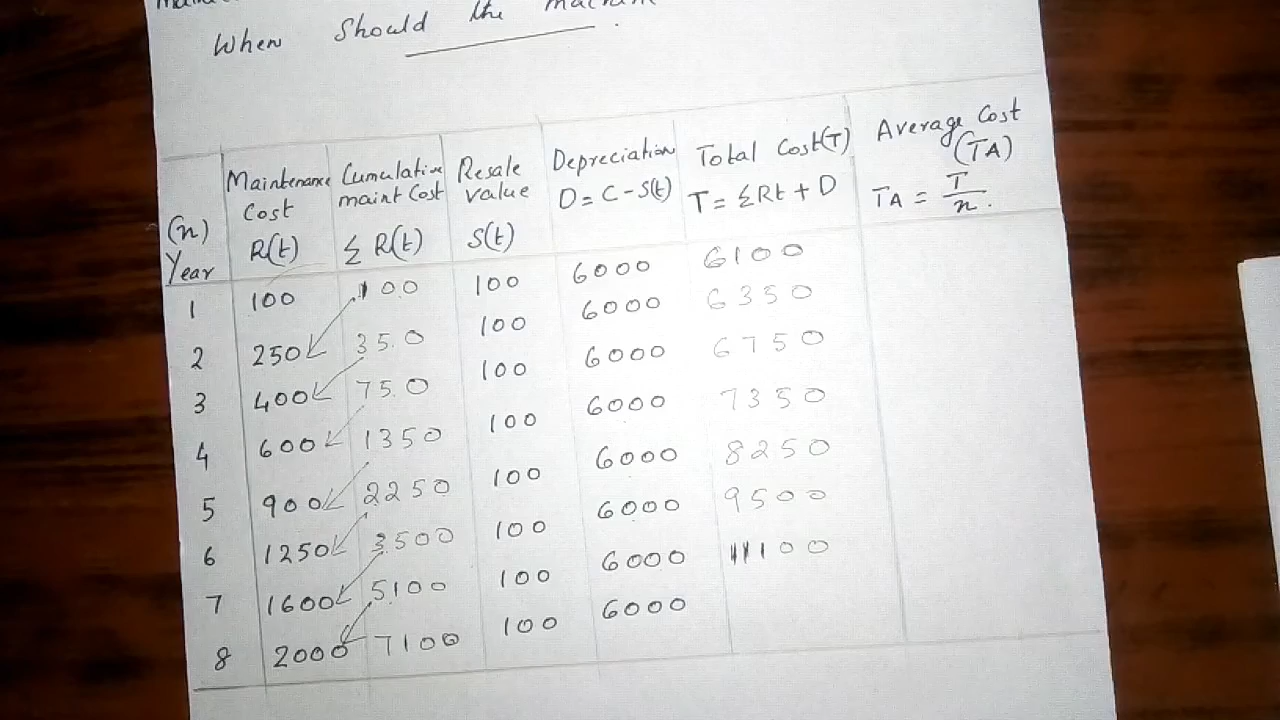 When Should the
(n) Year | Maintenance Cost R(t) | Cumulative maint Cost Σ R(t) | Resale value S(t) | Depreciation D = C - S(t) | Total Cost(T) T = ΣRt + D | Average Cost (TA) TA = T/n.
1 100 100 100 6000 6100
2 250 350 100 6000 6350
3 400 750 100 6000 6750
4 600 1350 100 6000 7350
5 900 2250 100 6000 8250
6 1250 3500 100 6000 9500
7 1600 5100 100 6000 11100
8 2000 7100 100 6000